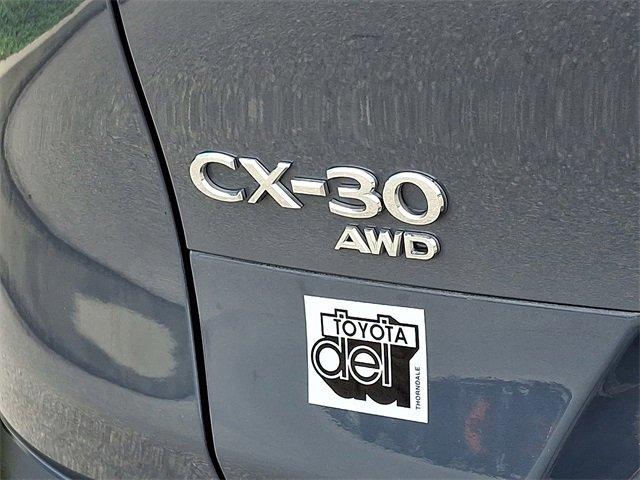 CX-30
AWD
TOYOTA
del
THORNDALE